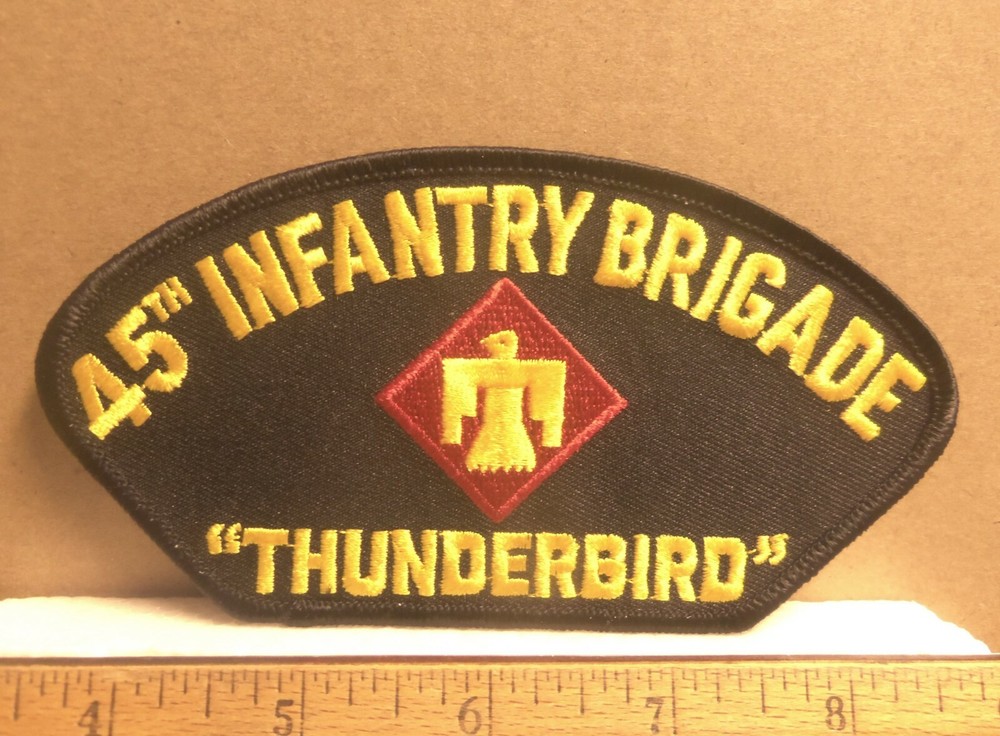 45TH INFANTRY BRIGADE
“THUNDERBIRD”
4 5 6 7 8